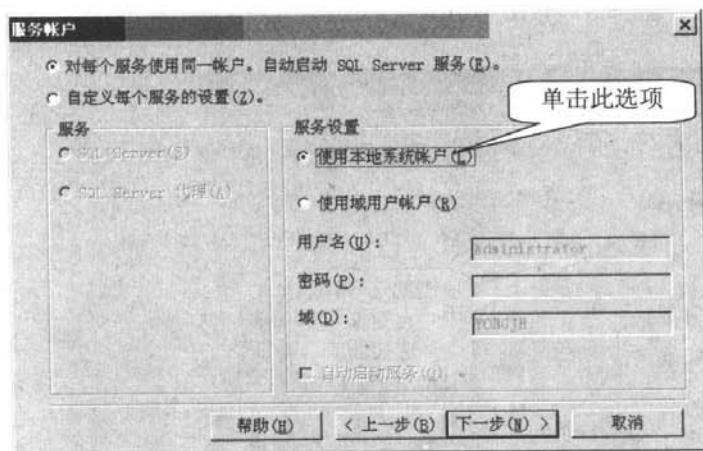 服务帐户
对每个服务使用同一帐户。自动启动 SQL Server 服务(E)。
自定义每个服务的设置(Z)。
单击此选项
服务
SQL Server(S)
SQL Server 代理(A)
服务设置
使用本地系统帐户(L)
使用域用户帐户(R)
用户名(U):
Administrator
密码(P):
域(D):
YONGJH
自动启动服务(O)
帮助(H)
< 上一步(B)
下一步(N) >
取消